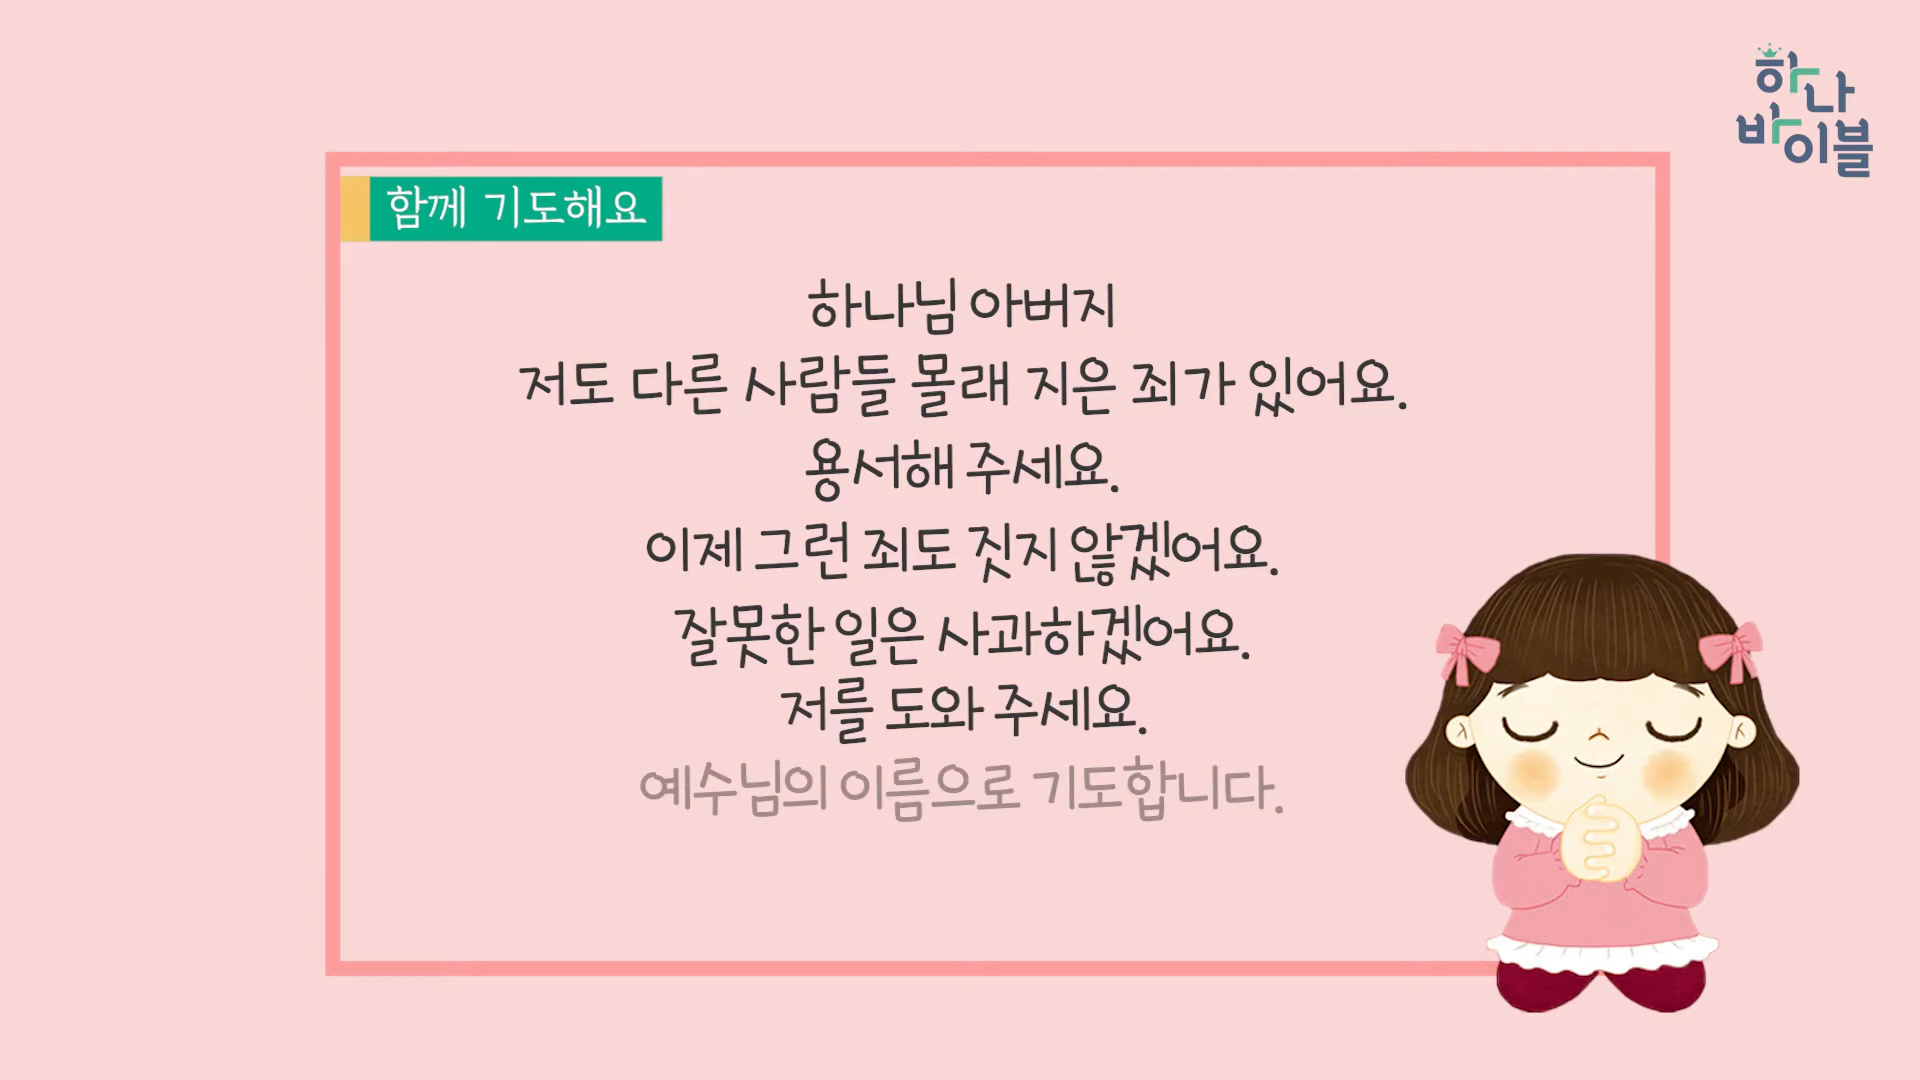 하나
바이블
함께 기도해요
하나님 아버지
저도 다른 사람들 몰래 지은 죄가 있어요.
용서해 주세요.
이제 그런 죄도 짓지 않겠어요.
잘못한 일은 사과하겠어요.
저를 도와 주세요.
예수님의 이름으로 기도합니다.